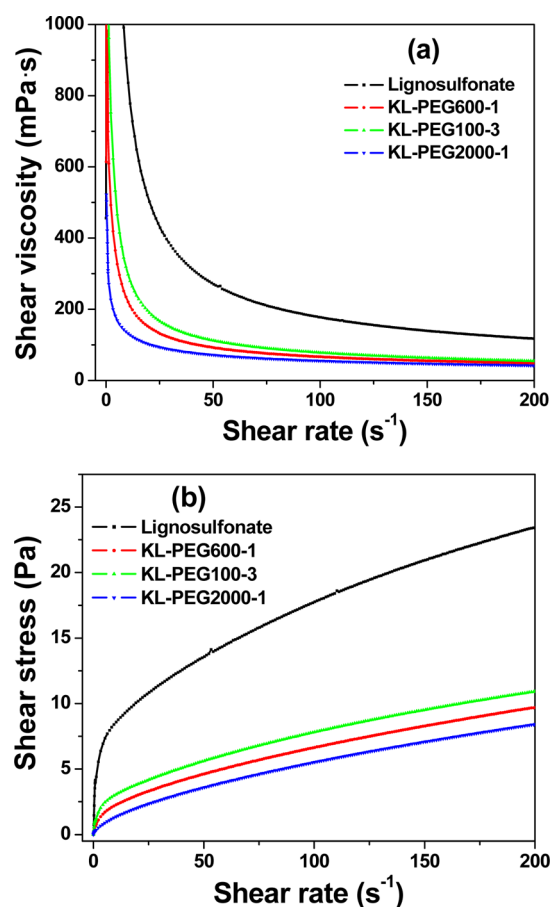 (a)
Lignosulfonate
KL-PEG600-1
KL-PEG100-3
KL-PEG2000-1
Shear viscosity (mPa·s)
1000
800
600
400
200
0
0 50 100 150 200
Shear rate (s⁻¹)
(b)
Lignosulfonate
KL-PEG600-1
KL-PEG100-3
KL-PEG2000-1
Shear stress (Pa)
25
20
15
10
5
0
0 50 100 150 200
Shear rate (s⁻¹)